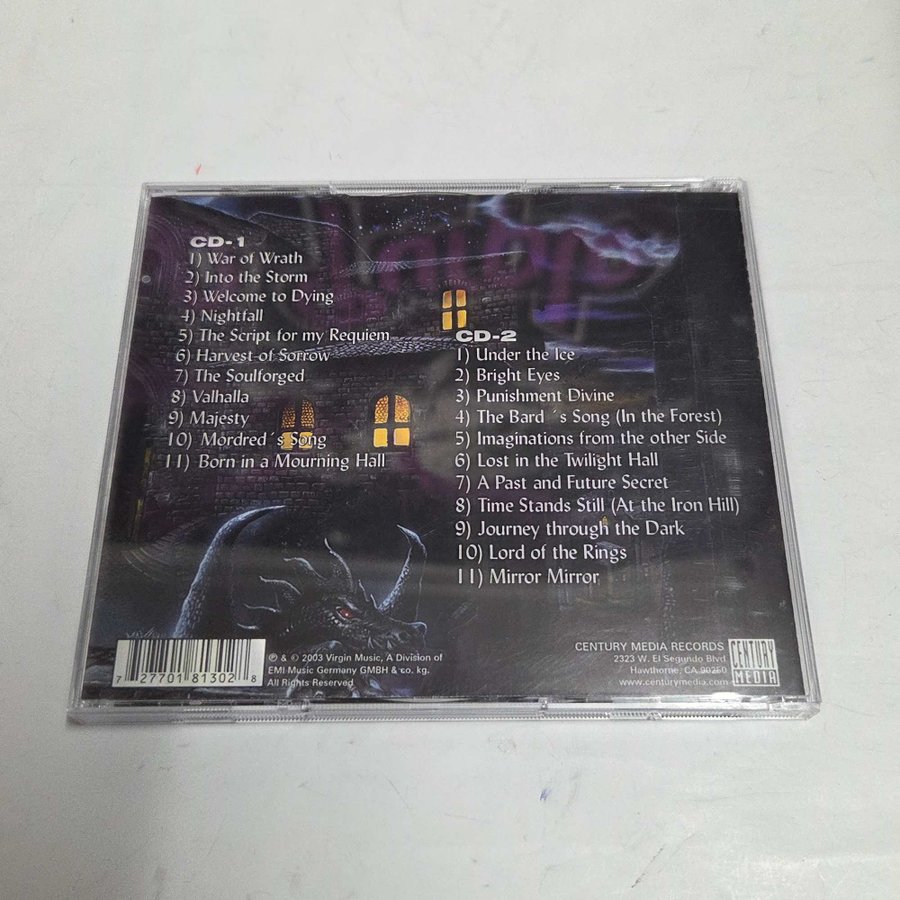 CD-1
1) War of Wrath
2) Into the Storm
3) Welcome to Dying
4) Nightfall
5) The Script for my Requiem
6) Harvest of Sorrow
7) The Soulforged
8) Valhalla
9) Majesty
10) Mordred´s Song
11) Born in a Mourning Hall
CD-2
1) Under the Ice
2) Bright Eyes
3) Punishment Divine
4) The Bard ´s Song (In the Forest)
5) Imaginations from the other Side
6) Lost in the Twilight Hall
7) A Past and Future Secret
8) Time Stands Still (At the Iron Hill)
9) Journey through the Dark
10) Lord of the Rings
11) Mirror Mirror
7 27701 81302 8
℗ & © 2003 Virgin Music, A Division of
EMI Music Germany GMBH & co. kg.
All Rights Reserved
CENTURY MEDIA RECORDS
2323 W. El Segundo Blvd
Hawthorne, CA 90250
www.centurymedia.com
CENTURY
MEDIA